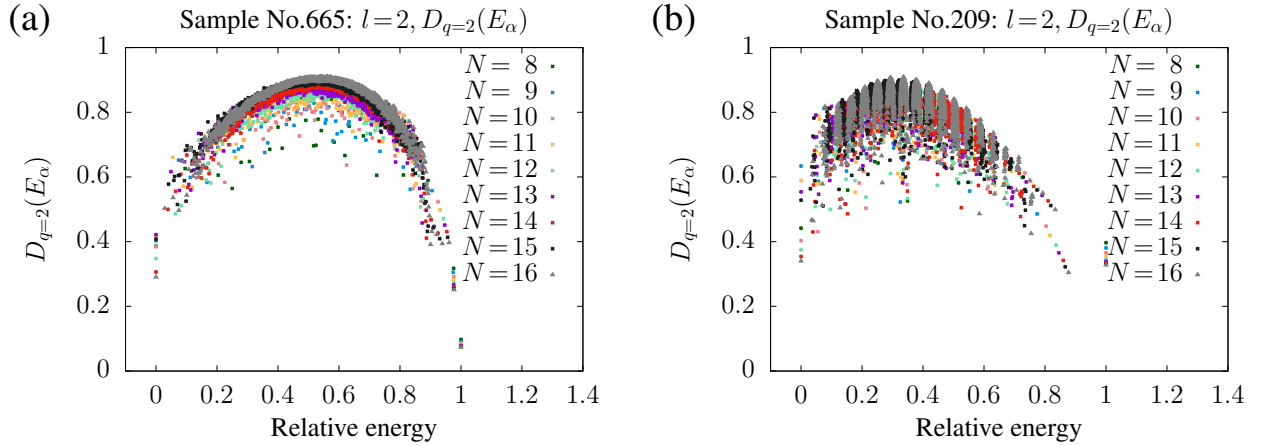 (a)
Sample No.665: l = 2, D_{q=2}(E_α)
D_{q=2}(E_α)
1
0.8
0.6
0.4
0.2
0
0 0.2 0.4 0.6 0.8 1 1.2 1.4
Relative energy
N = 8
N = 9
N = 10
N = 11
N = 12
N = 13
N = 14
N = 15
N = 16
(b)
Sample No.209: l = 2, D_{q=2}(E_α)
D_{q=2}(E_α)
1
0.8
0.6
0.4
0.2
0
0 0.2 0.4 0.6 0.8 1 1.2 1.4
Relative energy
N = 8
N = 9
N = 10
N = 11
N = 12
N = 13
N = 14
N = 15
N = 16